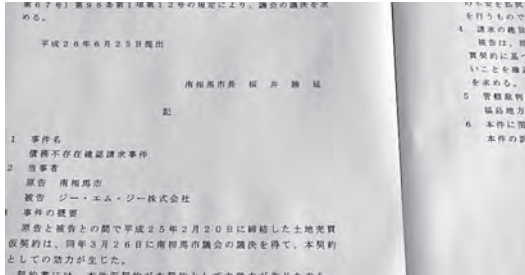 第67号)第96条第1項第12号の規定により、議会の議決を求
める。
平成26年6月25日提出
南相馬市長 桜井勝延
記
1 事件名
債務不存在確認請求事件
2 当事者
原告 南相馬市
被告 ジー・エム・ジー株式会社
事件の概要
原告と被告との間で平成25年2月20日に締結した土地売買
仮契約は、同年3月26日に南相馬市議会の議決を得て、本契約
としての効力が生じた。
を行うもので
4 請求の趣旨
被告は、
買契約に基づ
いことを確認
を求める。
5 管轄裁判
福島地方
6 本件に関
本件の訴